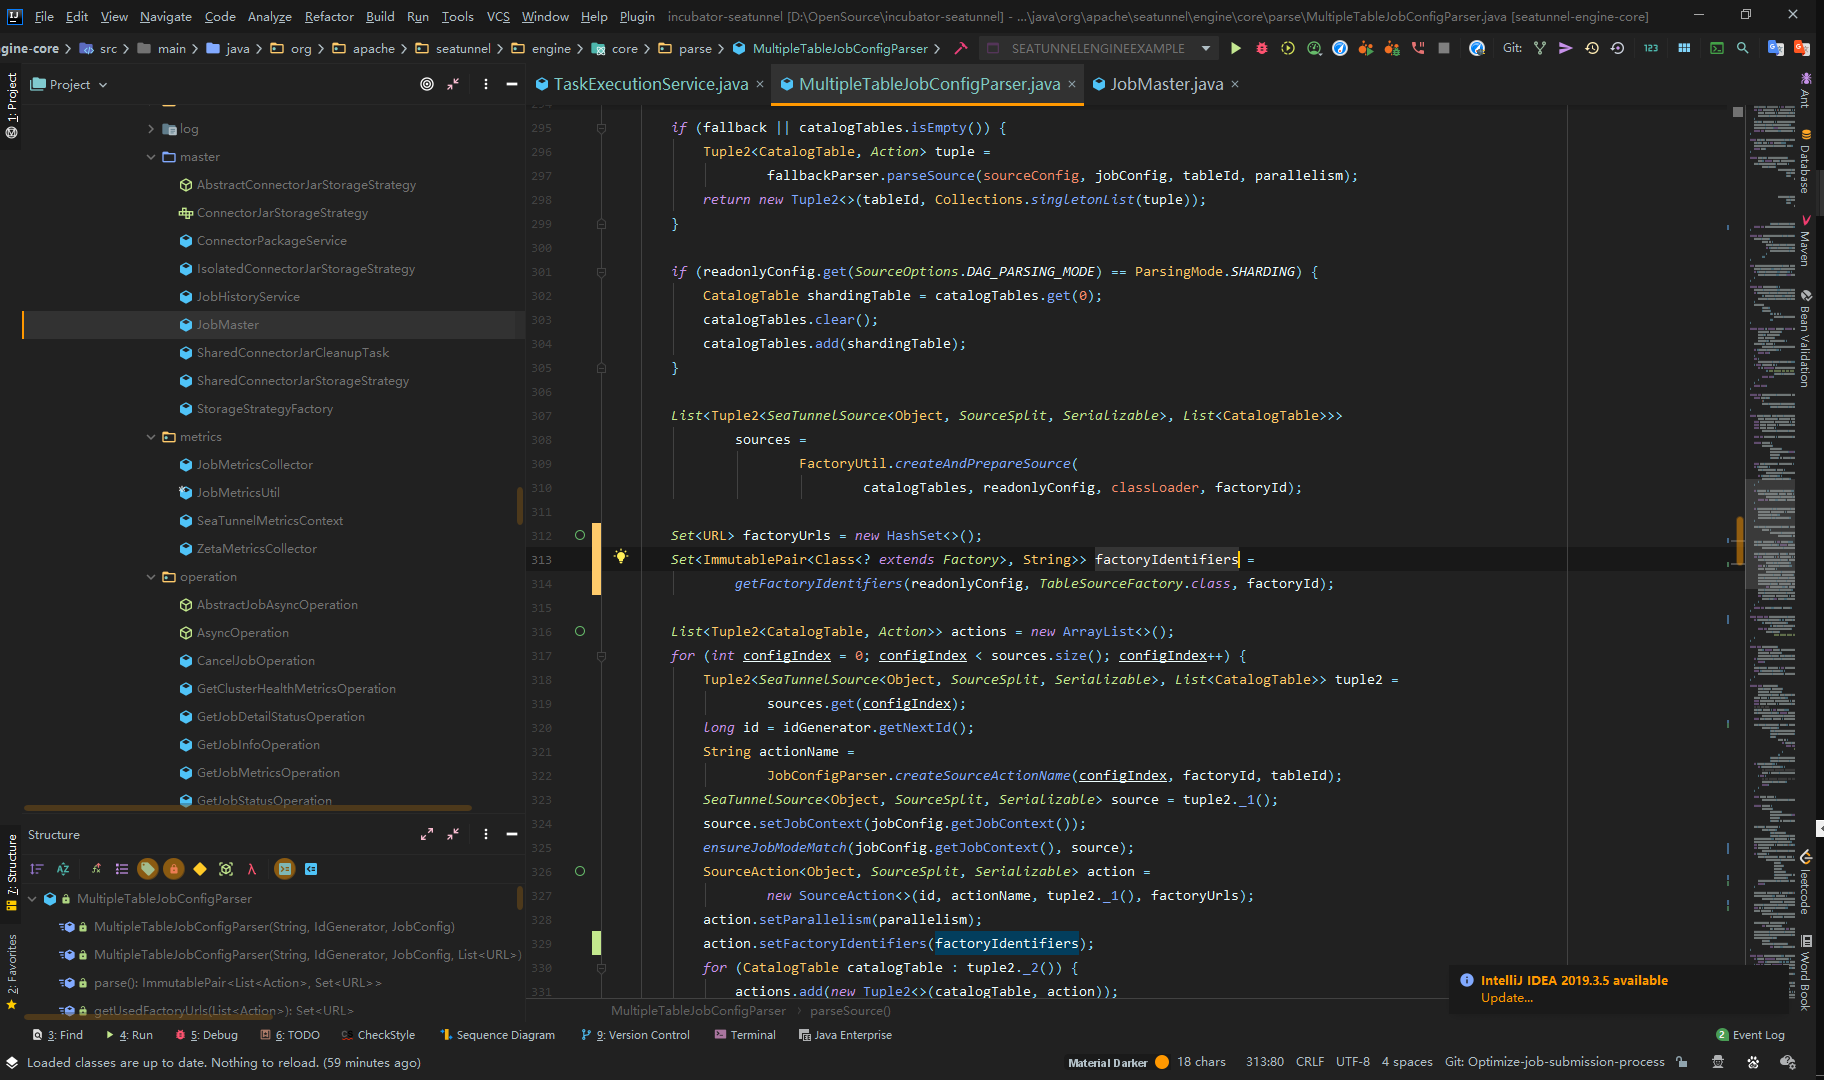 File Edit View Navigate Code Analyze Refactor Build Run Tools VCS Window Help Plugin incubator-seatunnel [D:\OpenSource\incubator-seatunnel] - ...\java\org\apache\seatunnel\engine\core\parse\MultipleTableJobConfigParser.java [seatunnel-engine-core]
ngine-core src main java org apache seatunnel engine core parse MultipleTableJobConfigParser SEATUNNELENGINEEXAMPLE Git: 123
Project
TaskExecutionService.java MultipleTableJobConfigParser.java JobMaster.java
log
master
AbstractConnectorJarStorageStrategy
ConnectorJarStorageStrategy
ConnectorPackageService
IsolatedConnectorJarStorageStrategy
JobHistoryService
JobMaster
SharedConnectorJarCleanupTask
SharedConnectorJarStorageStrategy
StorageStrategyFactory
metrics
JobMetricsCollector
JobMetricsUtil
SeaTunnelMetricsContext
ZetaMetricsCollector
operation
AbstractJobAsyncOperation
AsyncOperation
CancelJobOperation
GetClusterHealthMetricsOperation
GetJobDetailStatusOperation
GetJobInfoOperation
GetJobMetricsOperation
GetJobStatusOperation
Structure
MultipleTableJobConfigParser
MultipleTableJobConfigParser(String, IdGenerator, JobConfig)
MultipleTableJobConfigParser(String, IdGenerator, JobConfig, List<URL>)
parse(): ImmutablePair<List<Action>, Set<URL>>
getUsedFactoryUrls(List<Action>): Set<URL>
1: Project
7: Structure
2: Favorites
294
295 if (fallback || catalogTables.isEmpty()) {
296 Tuple2<CatalogTable, Action> tuple =
297 fallbackParser.parseSource(sourceConfig, jobConfig, tableId, parallelism);
298 return new Tuple2<>(tableId, Collections.singletonList(tuple));
299 }
300
301 if (readonlyConfig.get(SourceOptions.DAG_PARSING_MODE) == ParsingMode.SHARDING) {
302 CatalogTable shardingTable = catalogTables.get(0);
303 catalogTables.clear();
304 catalogTables.add(shardingTable);
305 }
306
307 List<Tuple2<SeaTunnelSource<Object, SourceSplit, Serializable>, List<CatalogTable>>>
308 sources =
309 FactoryUtil.createAndPrepareSource(
310 catalogTables, readonlyConfig, classLoader, factoryId);
311
312 Set<URL> factoryUrls = new HashSet<>();
313 Set<ImmutablePair<Class<? extends Factory>, String>> factoryIdentifiers =
314 getFactoryIdentifiers(readonlyConfig, TableSourceFactory.class, factoryId);
315
316 List<Tuple2<CatalogTable, Action>> actions = new ArrayList<>();
317 for (int configIndex = 0; configIndex < sources.size(); configIndex++) {
318 Tuple2<SeaTunnelSource<Object, SourceSplit, Serializable>, List<CatalogTable>> tuple2 =
319 sources.get(configIndex);
320 long id = idGenerator.getNextId();
321 String actionName =
322 JobConfigParser.createSourceActionName(configIndex, factoryId, tableId);
323 SeaTunnelSource<Object, SourceSplit, Serializable> source = tuple2._1();
324 source.setJobContext(jobConfig.getJobContext());
325 ensureJobModeMatch(jobConfig.getJobContext(), source);
326 SourceAction<Object, SourceSplit, Serializable> action =
327 new SourceAction<>(id, actionName, tuple2._1(), factoryUrls);
328 action.setParallelism(parallelism);
329 action.setFactoryIdentifiers(factoryIdentifiers);
330 for (CatalogTable catalogTable : tuple2._2()) {
331 actions.add(new Tuple2<>(catalogTable, action));
MultipleTableJobConfigParser parseSource()
Ant
Database
Maven
Bean Validation
leetcode
Word Book
IntelliJ IDEA 2019.3.5 available
Update...
3: Find 4: Run 5: Debug 6: TODO CheckStyle Sequence Diagram 9: Version Control Terminal Java Enterprise 2 Event Log
Loaded classes are up to date. Nothing to reload. (59 minutes ago) Material Darker 18 chars 313:80 CRLF UTF-8 4 spaces Git: Optimize-job-submission-process